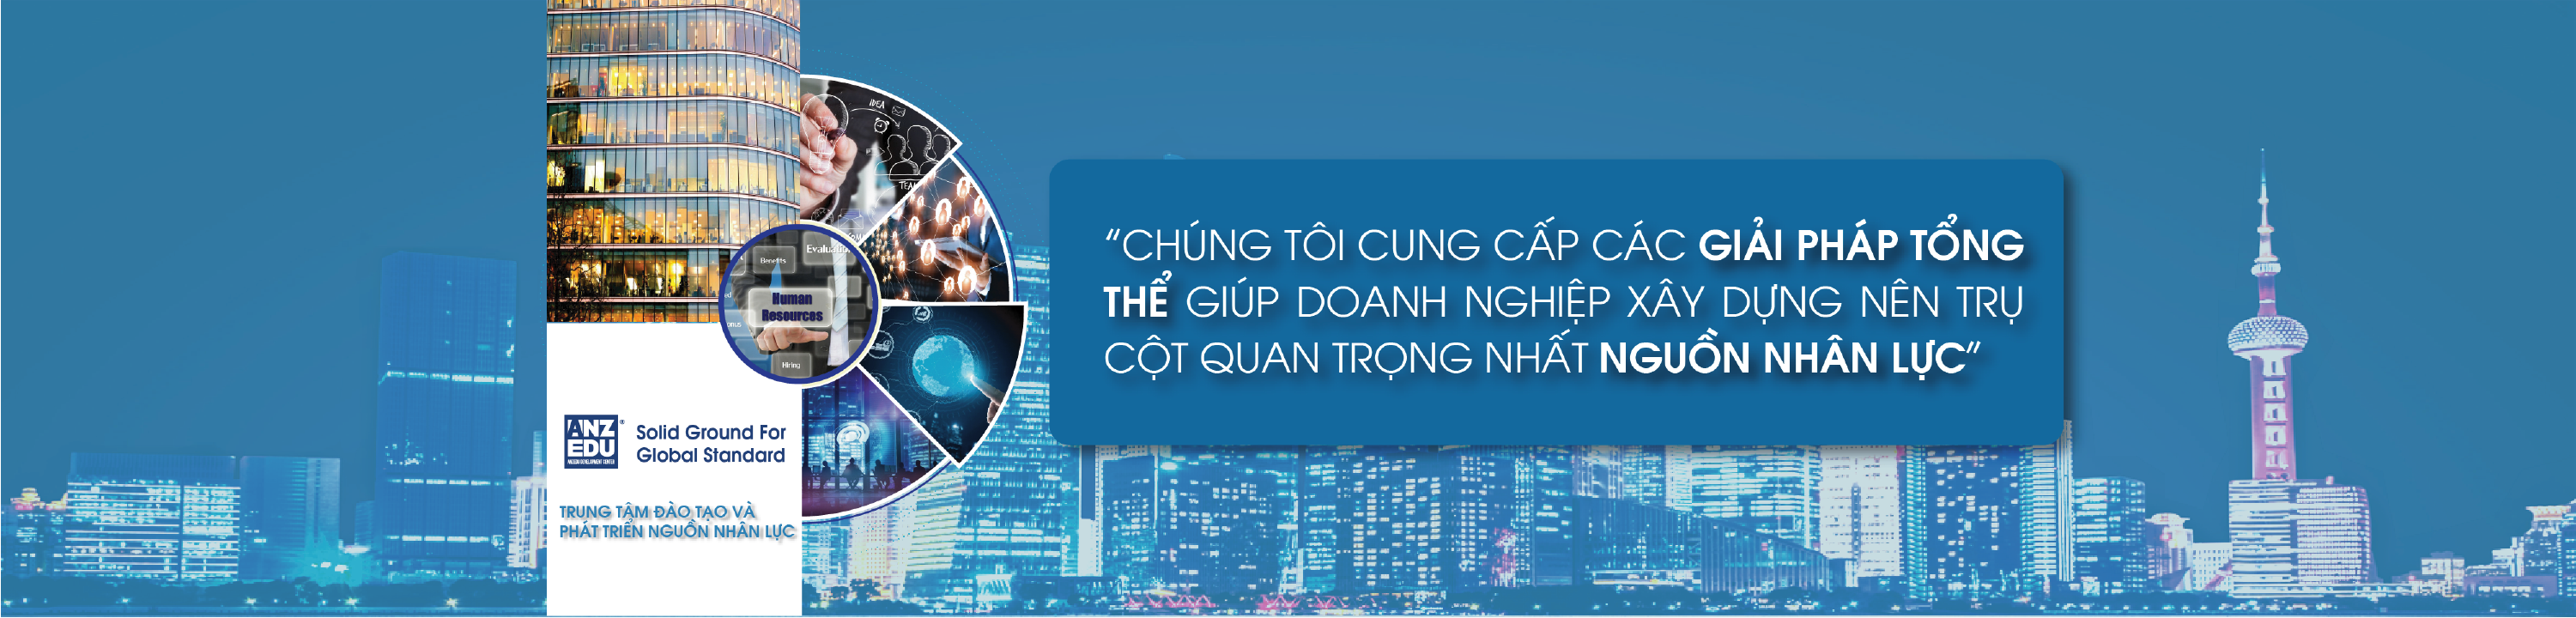 IDEA
TEAM
Evaluation
Benefits
Human
Resources
Hiring
“CHÚNG TÔI CUNG CẤP CÁC GIẢI PHÁP TỔNG
THỂ GIÚP DOANH NGHIỆP XÂY DỰNG NÊN TRỤ
CỘT QUAN TRỌNG NHẤT NGUỒN NHÂN LỰC”
ANZ
EDU
Solid Ground For
Global Standard
TRUNG TÂM ĐÀO TẠO VÀ
PHÁT TRIỂN NGUỒN NHÂN LỰC